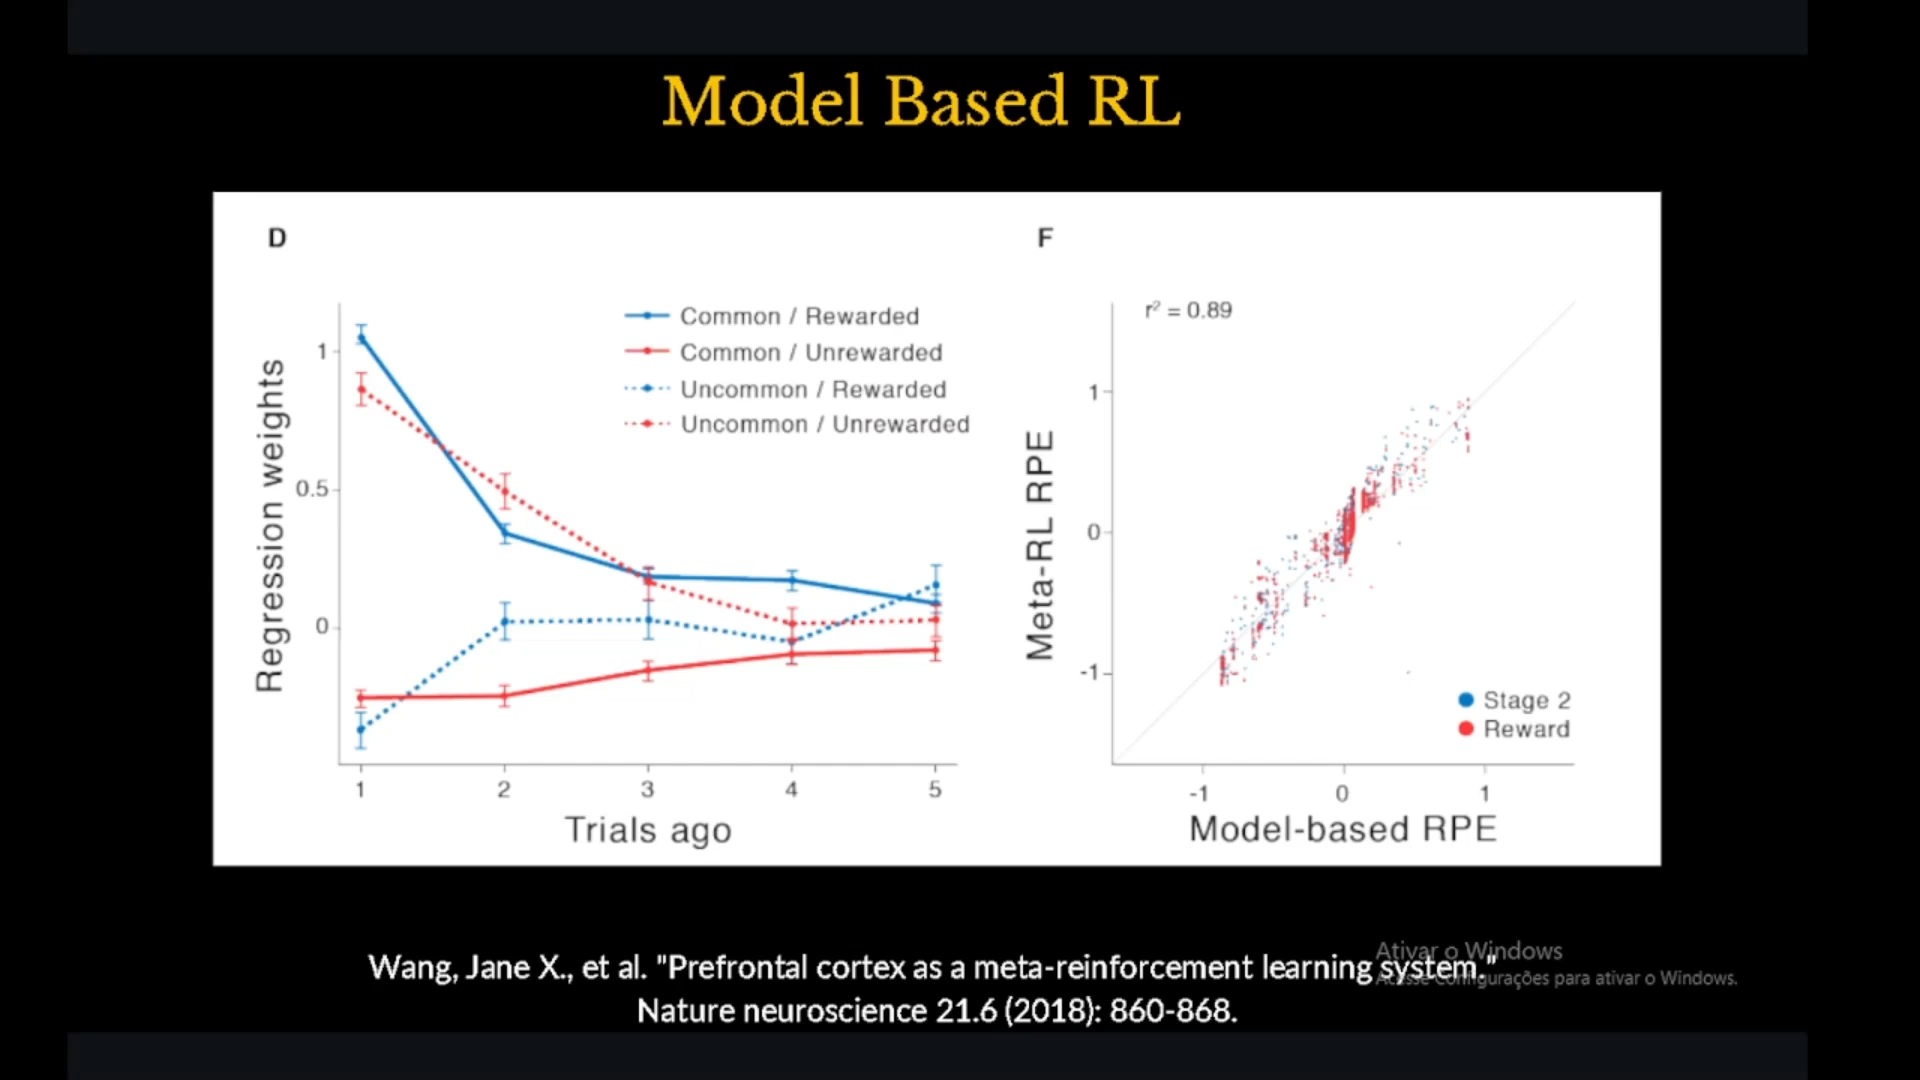 Model Based RL
D
Common / Rewarded
Common / Unrewarded
Uncommon / Rewarded
Uncommon / Unrewarded
Regression weights
1
0.5
0
1 2 3 4 5
Trials ago
F
r² = 0.89
Meta-RL RPE
1
0
-1
Stage 2
Reward
-1 0 1
Model-based RPE
Wang, Jane X., et al. "Prefrontal cortex as a meta-reinforcement learning system."
Nature neuroscience 21.6 (2018): 860-868.
Ativar o Windows
Acesse Configurações para ativar o Windows.